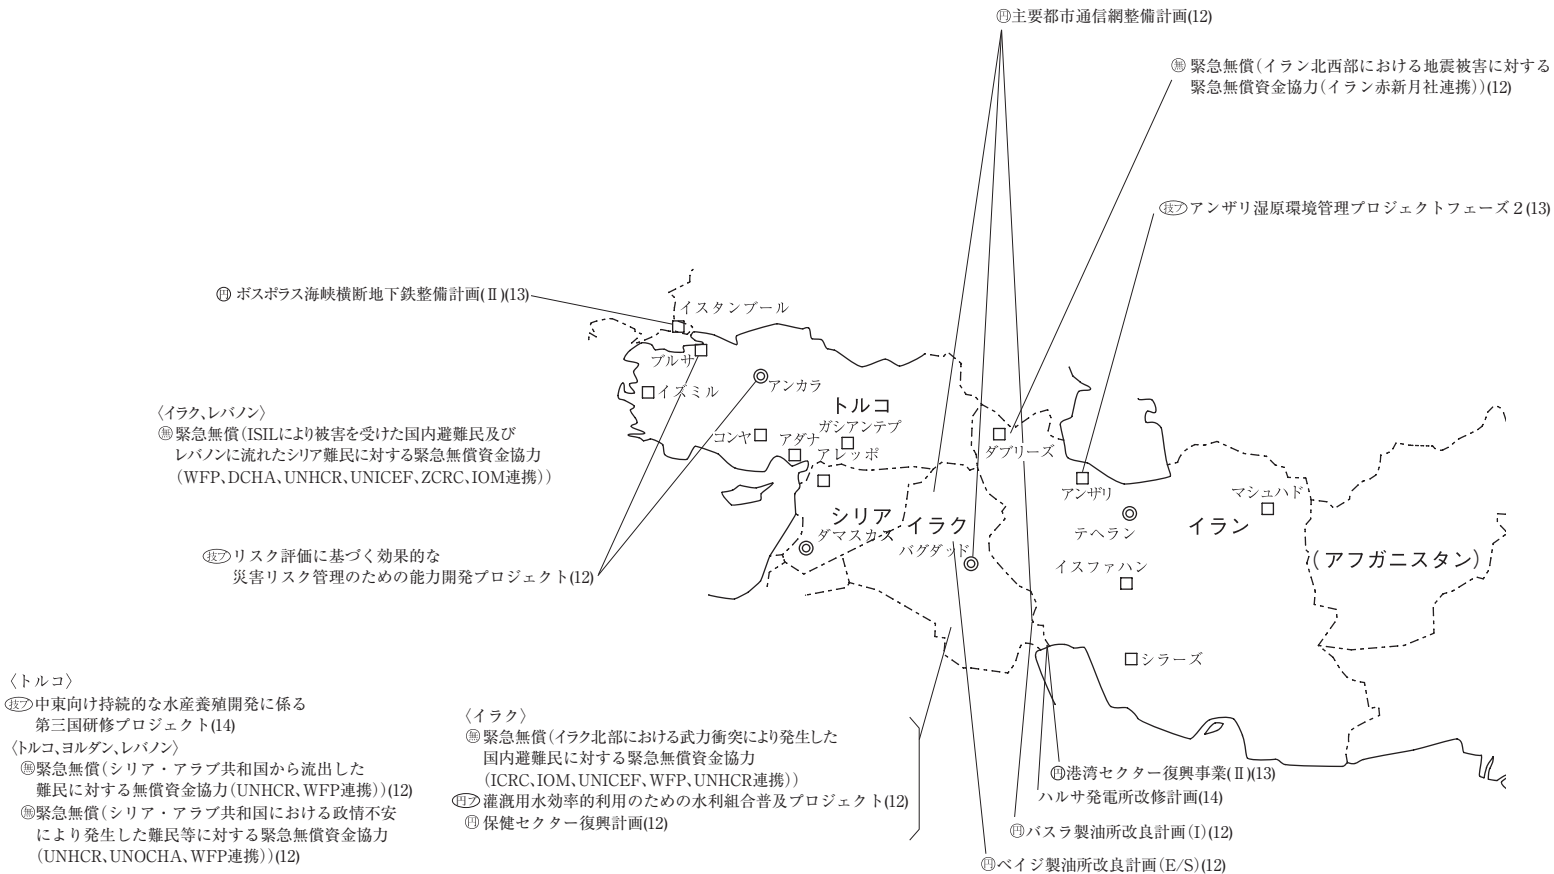 ㊀主要都市通信網整備計画(12)
㊇緊急無償(イラン北西部における地震被害に対する
緊急無償資金協力(イラン赤新月社連携))(12)
技プ アンザリ湿原環境管理プロジェクトフェーズ2(13)
円 ボスポラス海峡横断地下鉄整備計画(Ⅱ)(13)
イスタンブール
ブルサ
イズミル
アンカラ
トルコ
コンヤ
アダナ
ガシアンテプ
アレッポ
シリア
ダマスカス
イラク
バグダッド
ダブリーズ
アンザリ
テヘラン
イラン
マシュハド
イスファハン
シラーズ
(アフガニスタン)
〈イラク、レバノン〉
無 緊急無償(ISILにより被害を受けた国内避難民及び
レバノンに流れたシリア難民に対する緊急無償資金協力
(WFP、DCHA、UNHCR、UNICEF、ZCRC、IOM連携))
技プ リスク評価に基づく効果的な
災害リスク管理のための能力開発プロジェクト(12)
〈トルコ〉
技プ 中東向け持続的な水産養殖開発に係る
第三国研修プロジェクト(14)
〈トルコ、ヨルダン、レバノン〉
無 緊急無償(シリア・アラブ共和国から流出した
難民に対する無償資金協力(UNHCR、WFP連携))(12)
無 緊急無償(シリア・アラブ共和国における政情不安
により発生した難民等に対する緊急無償資金協力
(UNHCR、UNOCHA、WFP連携))(12)
〈イラク〉
無 緊急無償(イラク北部における武力衝突により発生した
国内避難民に対する緊急無償資金協力
(ICRC、IOM、UNICEF、WFP、UNHCR連携))
円プ 灌漑用水効率的利用のための水利組合普及プロジェクト(12)
円 保健セクター復興計画(12)
円 港湾セクター復興事業(Ⅱ)(13)
ハルサ発電所改修計画(14)
円 バスラ製油所改良計画(I)(12)
円 ベイジ製油所改良計画(E/S)(12)